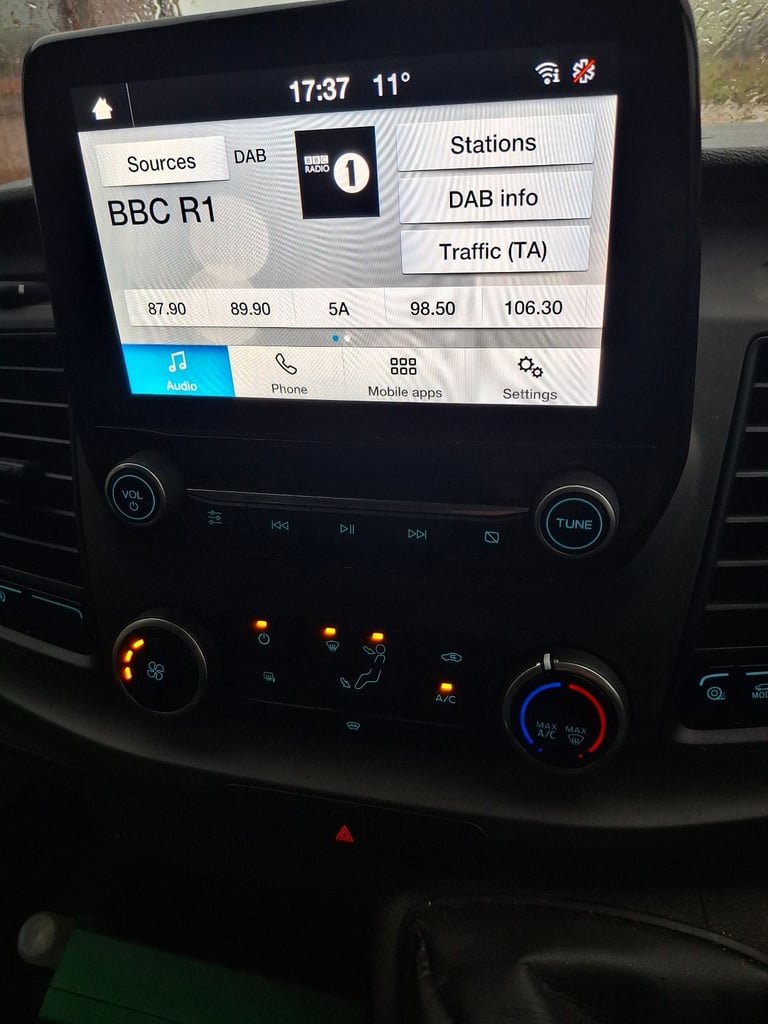 17:37 11°
Sources DAB
BBC RADIO 1
Stations
BBC R1
DAB info
Traffic (TA)
87.90 89.90 5A 98.50 106.30
Audio Phone Mobile apps Settings
VOL
TUNE
A/C
MAX A/C MAX